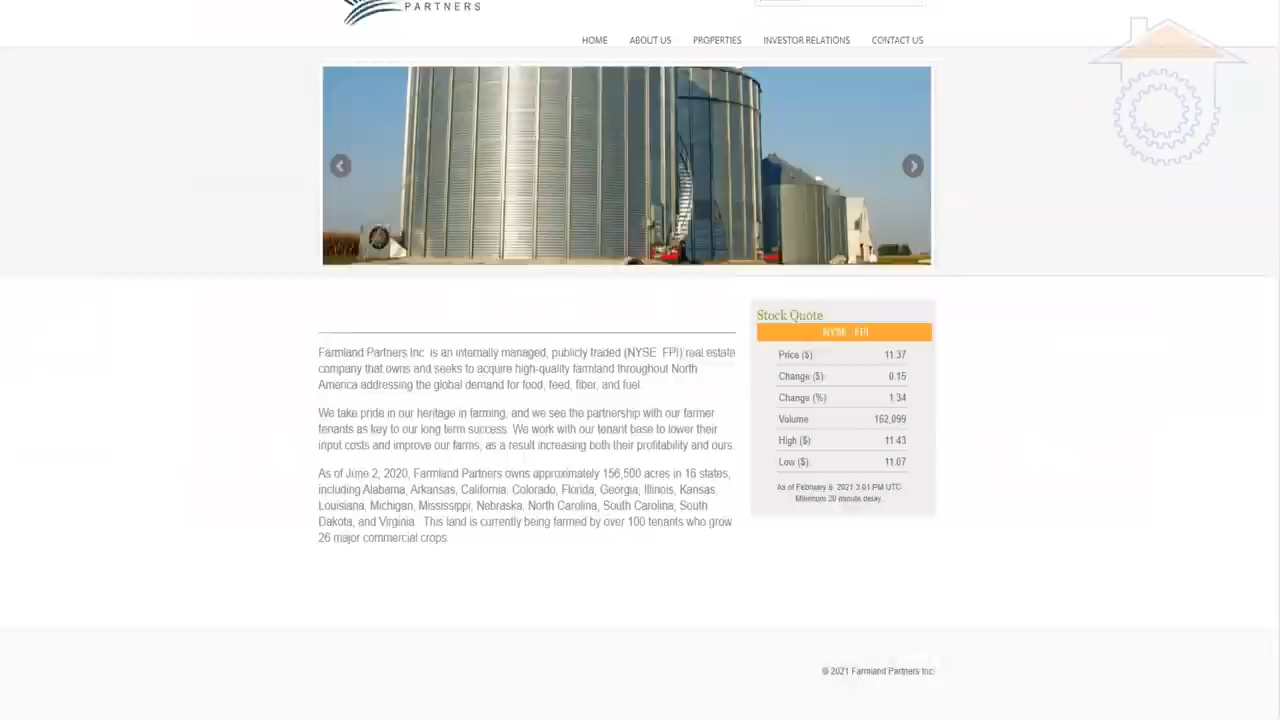 PARTNERS
HOME ABOUT US PROPERTIES INVESTOR RELATIONS CONTACT US
Farmland Partners Inc. is an internally managed, publicly traded (NYSE: FPI) real estate
company that owns and seeks to acquire high-quality farmland throughout North
America addressing the global demand for food, feed, fiber, and fuel.
We take pride in our heritage in farming, and we see the partnership with our farmer
tenants as key to our long term success. We work with our tenant base to lower their
input costs and improve our farms, as a result increasing both their profitability and ours.
As of June 2, 2020, Farmland Partners owns approximately 156,500 acres in 16 states,
including Alabama, Arkansas, California, Colorado, Florida, Georgia, Illinois, Kansas,
Louisiana, Michigan, Mississippi, Nebraska, North Carolina, South Carolina, South
Dakota, and Virginia. This land is currently being farmed by over 100 tenants who grow
26 major commercial crops.
Stock Quote
NYSE: FPI
Price ($) 11.37
Change ($) 0.15
Change (%) 1.34
Volume 162,099
High ($) 11.43
Low ($) 11.07
As of February 8, 2021 3:01 PM UTC
Minimum 20 minute delay.
© 2021 Farmland Partners Inc.